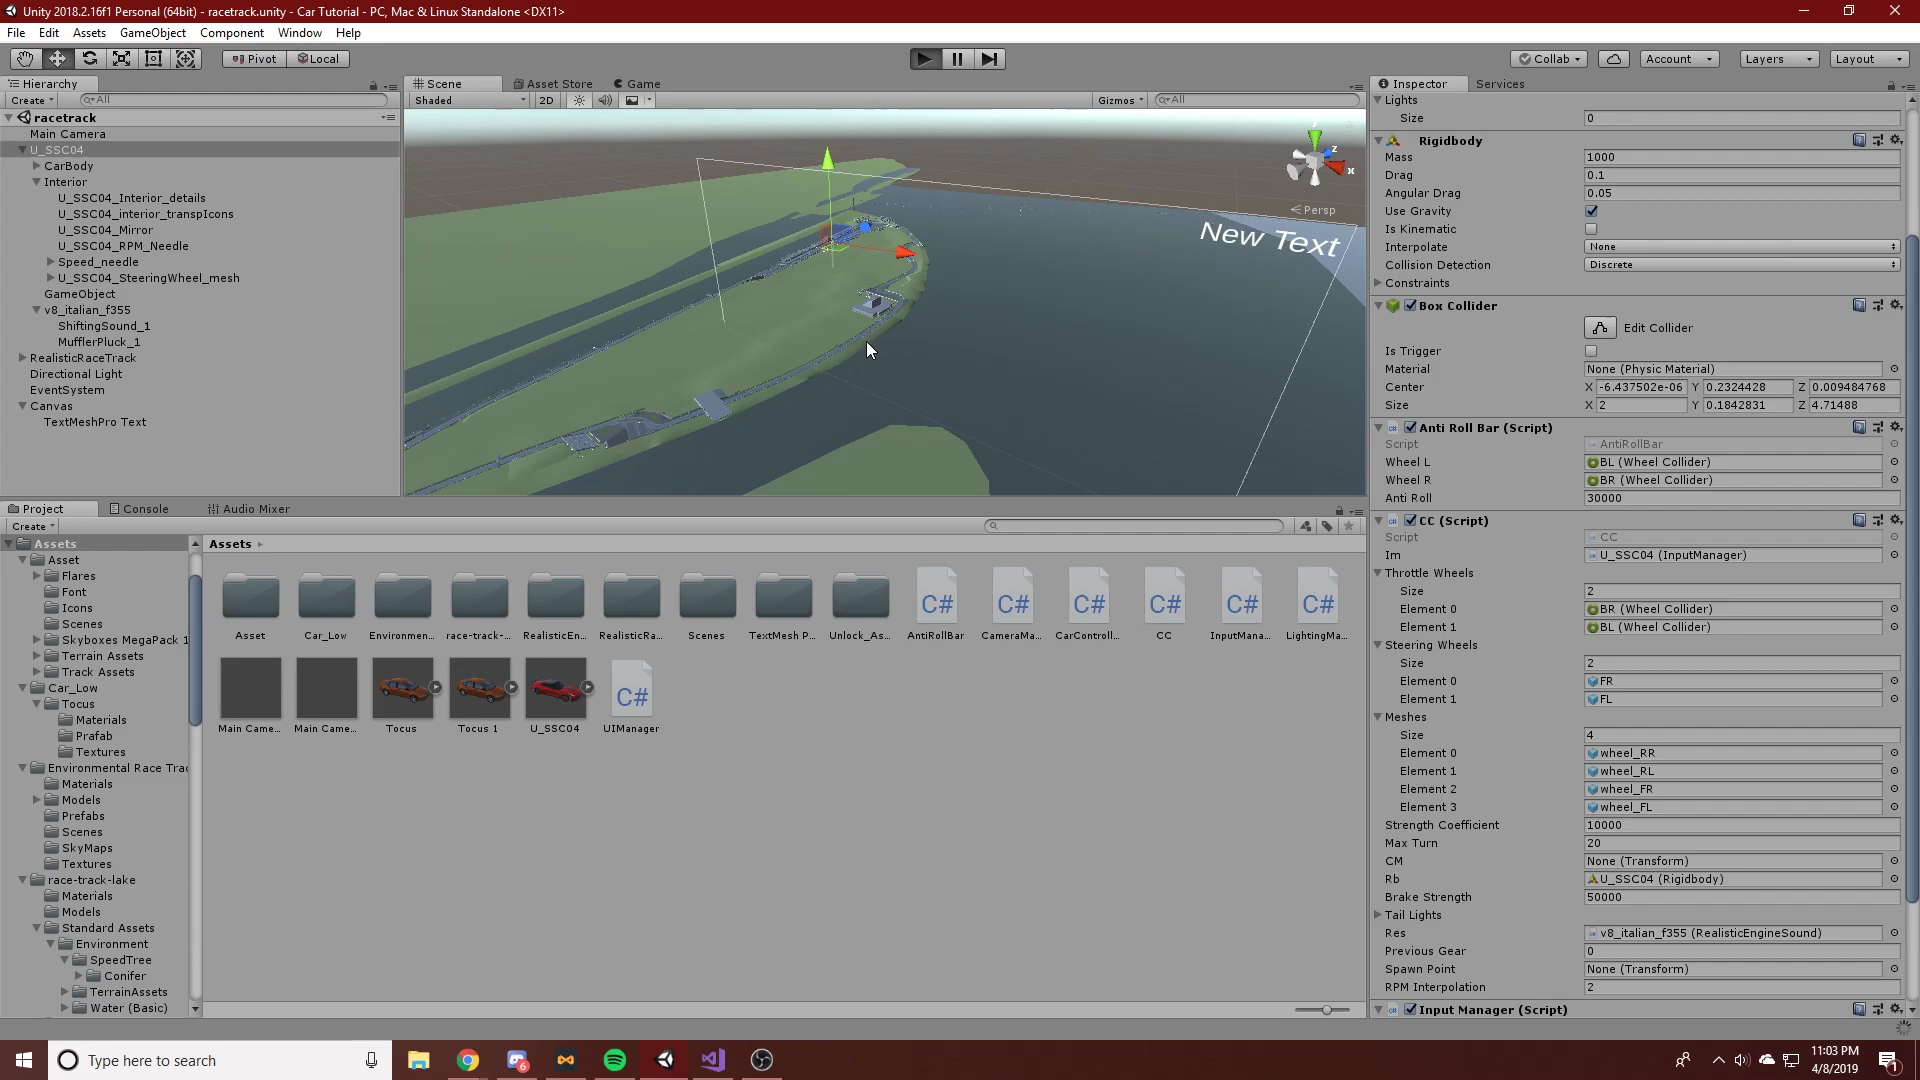 Unity 2018.2.16f1 Personal (64bit) - racetrack.unity - Car Tutorial - PC, Mac & Linux Standalone <DX11>
File Edit Assets GameObject Component Window Help
Pivot Local Collab Account Layers Layout
Hierarchy
Create All
racetrack
Main Camera
U_SSC04
CarBody
Interior
U_SSC04_Interior_details
U_SSC04_interior_transpIcons
U_SSC04_Mirror
U_SSC04_RPM_Needle
Speed_needle
U_SSC04_SteeringWheel_mesh
GameObject
v8_italian_f355
ShiftingSound_1
MufflerPluck_1
RealisticRaceTrack
Directional Light
EventSystem
Canvas
TextMeshPro Text
Scene Asset Store Game
Shaded 2D Gizmos All
y
z
x
Persp
New Text
Project Console Audio Mixer
Create
Assets
Asset
Flares
Font
Icons
Scenes
Skyboxes MegaPack 1
Terrain Assets
Track Assets
Car_Low
Tocus
Materials
Prafab
Textures
Environmental Race Trac
Materials
Models
Prefabs
Scenes
SkyMaps
Textures
race-track-lake
Materials
Models
Standard Assets
Environment
SpeedTree
Conifer
TerrainAssets
Water (Basic)
Assets
C# C# C# C# C# C#
Asset Car_Low Environmen... race-track-... RealisticEn... RealisticRa... Scenes TextMesh P... Unlock_As... AntiRollBar CameraMa... CarControll... CC InputMana... LightingMa...
C#
Main Came... Main Came... Tocus Tocus 1 U_SSC04 UIManager
Inspector Services
Lights
Size 0
Rigidbody
Mass 1000
Drag 0.1
Angular Drag 0.05
Use Gravity
Is Kinematic
Interpolate None
Collision Detection Discrete
Constraints
Box Collider
Edit Collider
Is Trigger
Material None (Physic Material)
Center X -6.437502e-06 Y 0.2324428 Z 0.009484768
Size X 2 Y 0.1842831 Z 4.71488
Anti Roll Bar (Script)
Script AntiRollBar
Wheel L BL (Wheel Collider)
Wheel R BR (Wheel Collider)
Anti Roll 30000
CC (Script)
Script CC
Im U_SSC04 (InputManager)
Throttle Wheels
Size 2
Element 0 BR (Wheel Collider)
Element 1 BL (Wheel Collider)
Steering Wheels
Size 2
Element 0 FR
Element 1 FL
Meshes
Size 4
Element 0 wheel_RR
Element 1 wheel_RL
Element 2 wheel_FR
Element 3 wheel_FL
Strength Coefficient 10000
Max Turn 20
CM None (Transform)
Rb U_SSC04 (Rigidbody)
Brake Strength 50000
Tail Lights
Res v8_italian_f355 (RealisticEngineSound)
Previous Gear 0
Spawn Point None (Transform)
RPM Interpolation 2
Input Manager (Script)
Type here to search
6
11:03 PM
4/8/2019
1